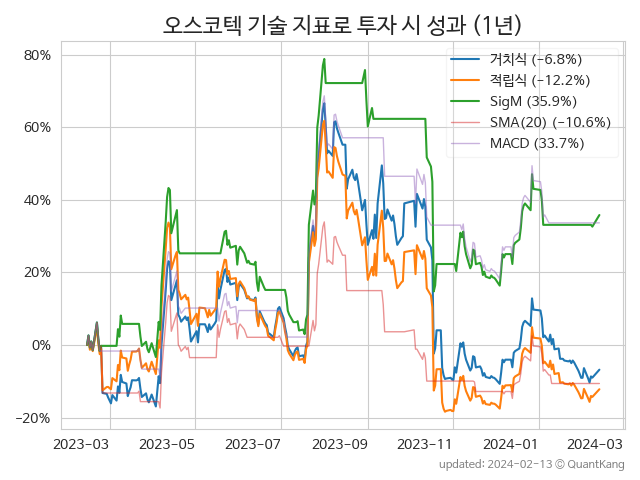 오스코텍 기술 지표로 투자 시 성과 (1년)
거치식 (−6.8%)
적립식 (−12.2%)
SigM (35.9%)
SMA(20) (−10.6%)
MACD (33.7%)
80%
60%
40%
20%
0%
−20%
2023-03 2023-05 2023-07 2023-09 2023-11 2024-01 2024-03
updated: 2024-02-13 © QuantKang